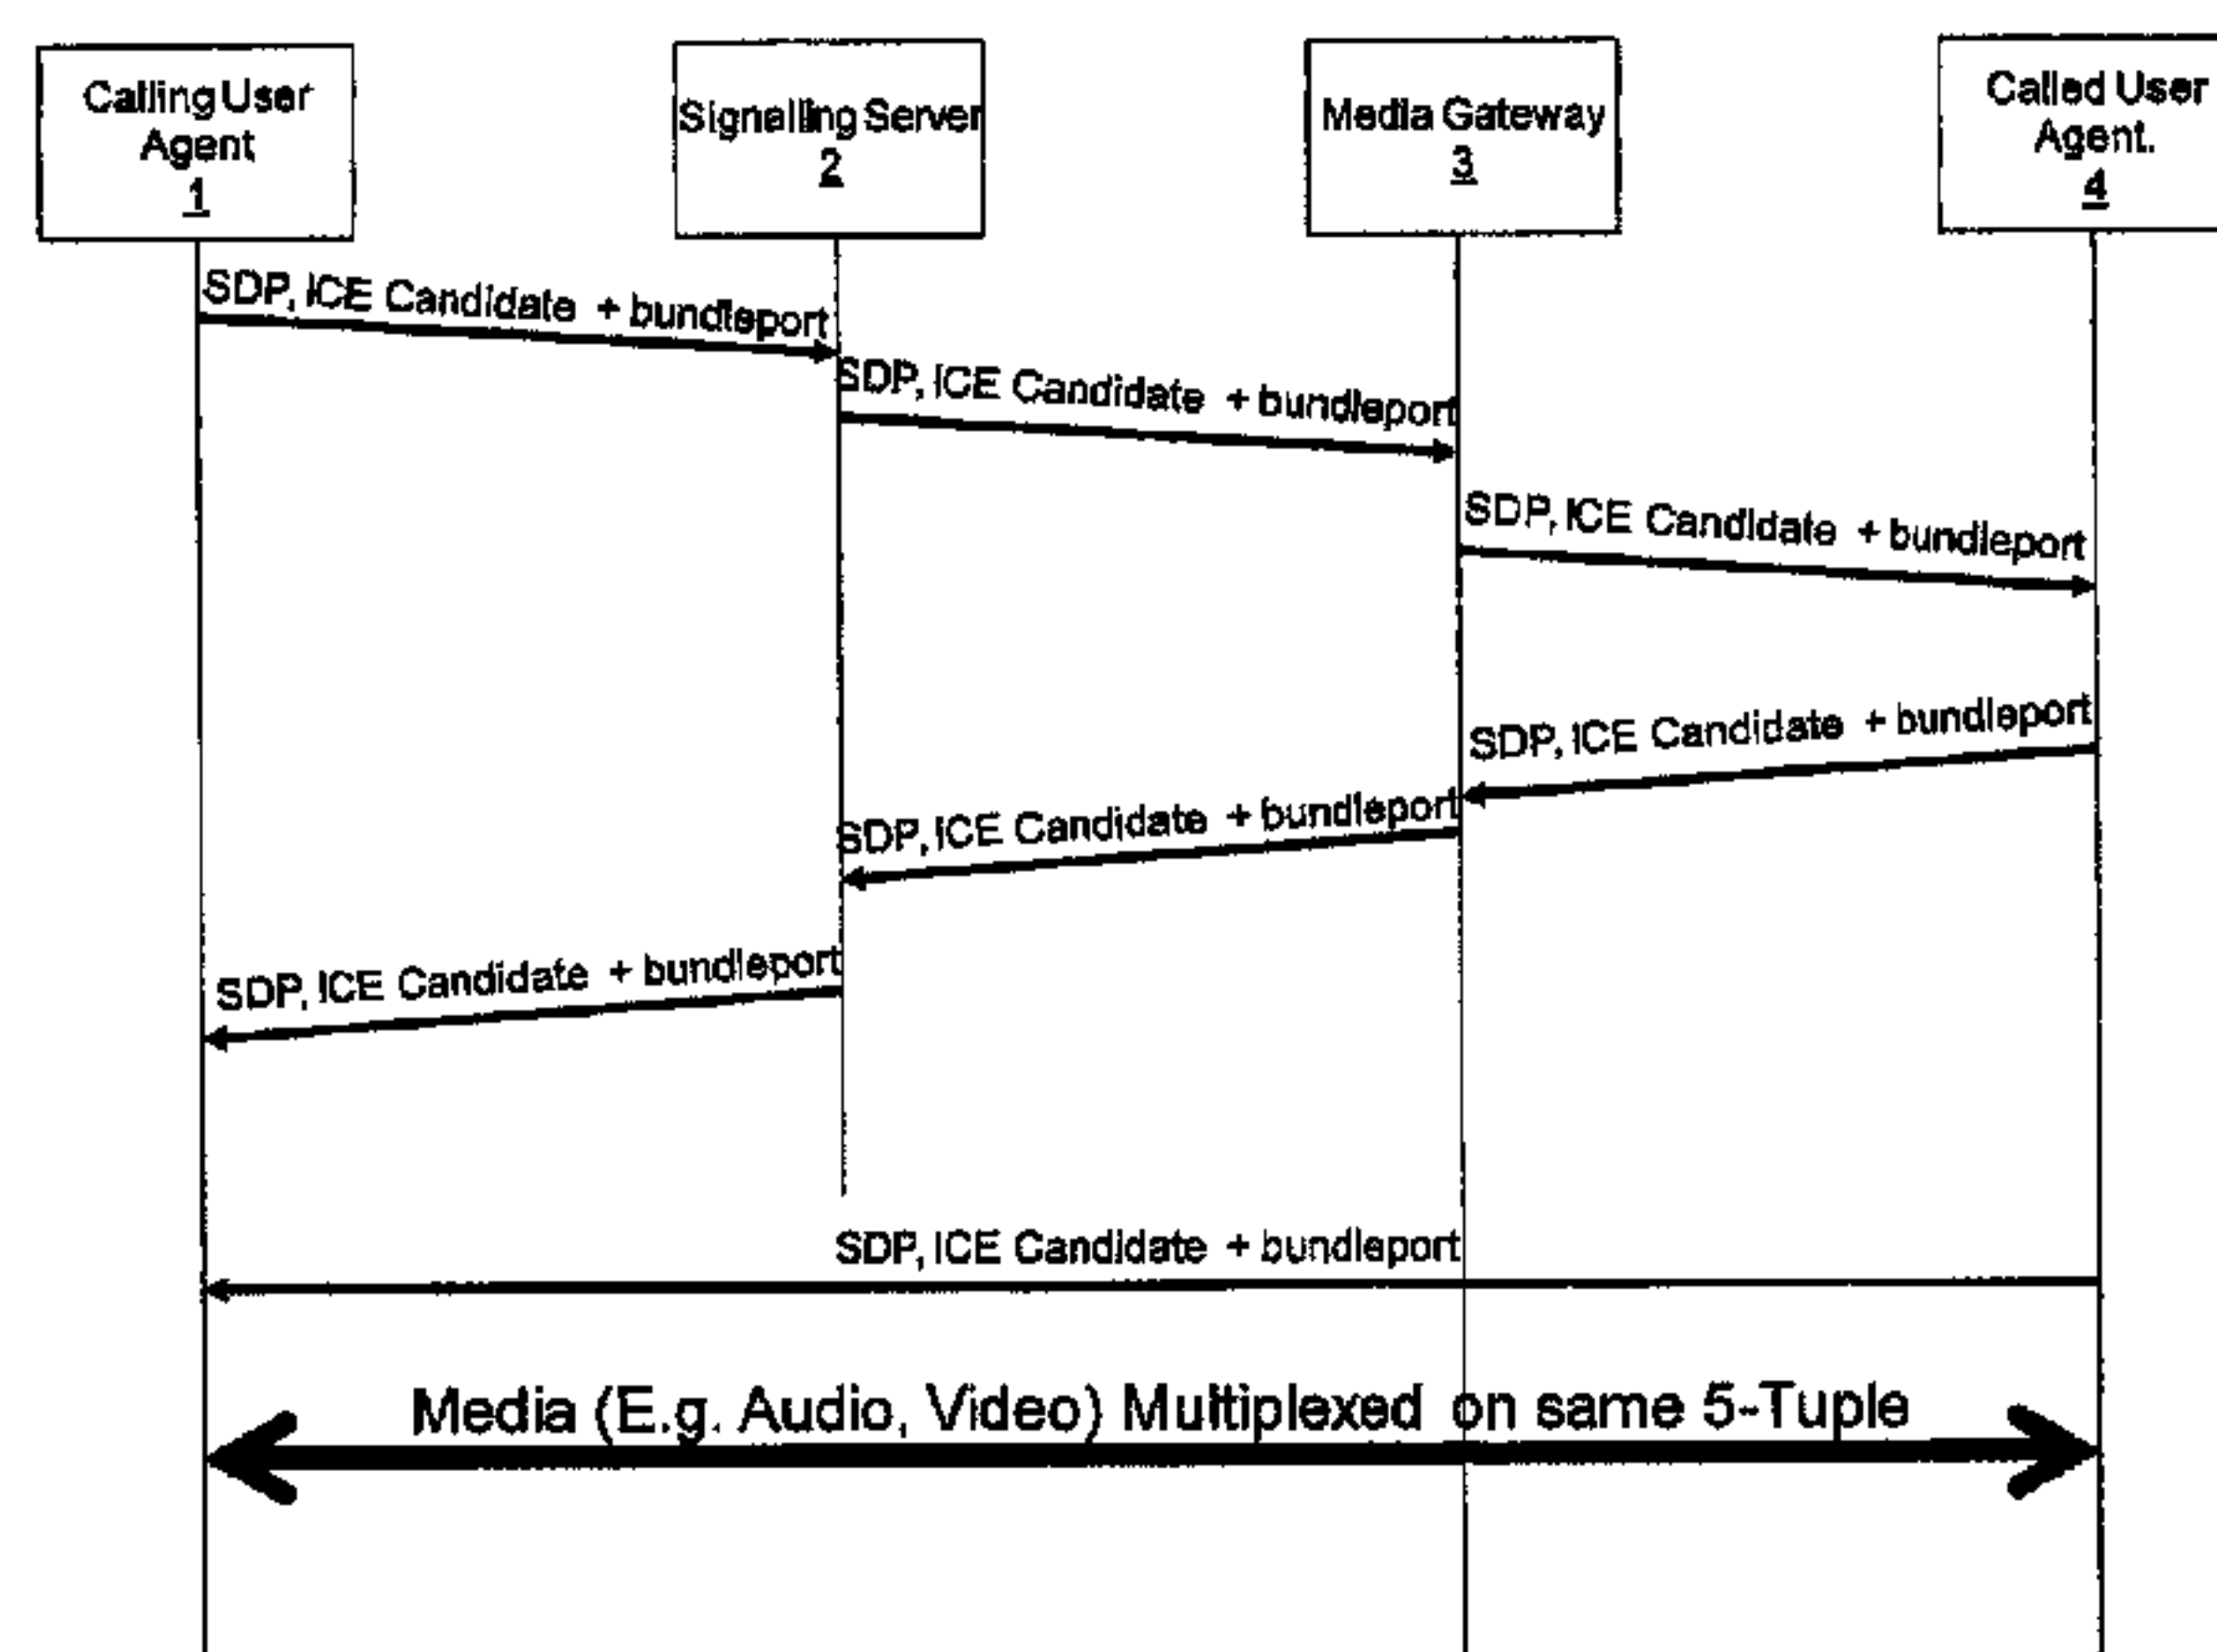 Calling User
Agent
1
Signalling Server
2
Media Gateway
3
Called User
Agent.
4
SDP, ICE Candidate + bundleport
SDP, ICE Candidate + bundleport
SDP, ICE Candidate + bundleport
SDP, ICE Candidate + bundleport
SDP, ICE Candidate + bundleport
SDP, ICE Candidate + bundleport
SDP, ICE Candidate + bundleport
Media (E.g. Audio, Video) Multiplexed on same 5-Tuple